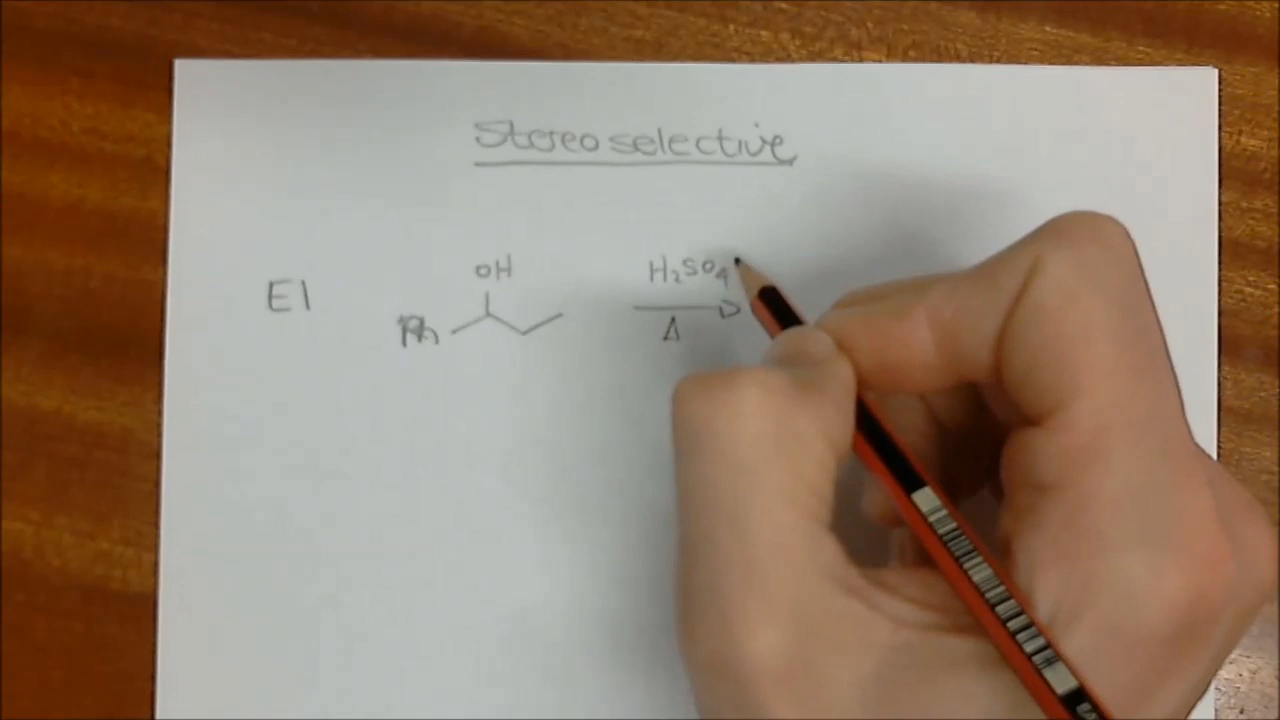 Stereoselective
OH
H₂SO₄
E1
Ph
Δ